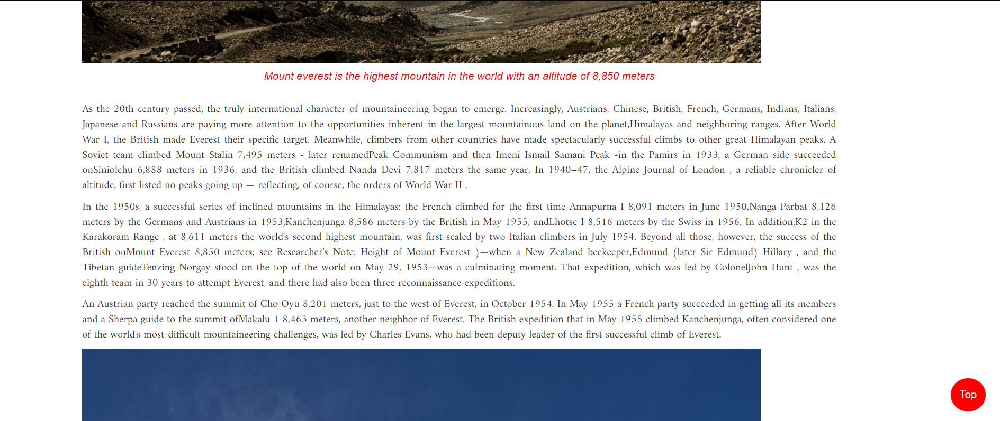 Mount everest is the highest mountain in the world with an altitude of 8,850 meters
As the 20th century passed, the truly international character of mountaineering began to emerge. Increasingly, Austrians, Chinese, British, French, Germans, Indians, Italians,
Japanese and Russians are paying more attention to the opportunities inherent in the largest mountainous land on the planet,Himalayas and neighboring ranges. After World
War I, the British made Everest their specific target. Meanwhile, climbers from other countries have made spectacularly successful climbs to other great Himalayan peaks. A
Soviet team climbed Mount Stalin 7,495 meters - later renamedPeak Communism and then Imeni Ismail Samani Peak -in the Pamirs in 1933, a German side succeeded
onSiniolchu 6,888 meters in 1936, and the British climbed Nanda Devi 7,817 meters the same year. In 1940–47, the Alpine Journal of London , a reliable chronicler of
altitude, first listed no peaks going up — reflecting, of course, the orders of World War II .
In the 1950s, a successful series of inclined mountains in the Himalayas: the French climbed for the first time Annapurna I 8,091 meters in June 1950,Nanga Parbat 8,126
meters by the Germans and Austrians in 1953,Kanchenjunga 8,586 meters by the British in May 1955, andLhotse I 8,516 meters by the Swiss in 1956. In addition,K2 in the
Karakoram Range , at 8,611 meters the world's second highest mountain, was first scaled by two Italian climbers in July 1954. Beyond all those, however, the success of the
British onMount Everest 8,850 meters; see Researcher's Note: Height of Mount Everest )—when a New Zealand beekeeper,Edmund (later Sir Edmund) Hillary , and the
Tibetan guideTenzing Norgay stood on the top of the world on May 29, 1953—was a culminating moment. That expedition, which was led by ColonelJohn Hunt , was the
eighth team in 30 years to attempt Everest, and there had also been three reconnaissance expeditions.
An Austrian party reached the summit of Cho Oyu 8,201 meters, just to the west of Everest, in October 1954. In May 1955 a French party succeeded in getting all its members
and a Sherpa guide to the summit ofMakalu 1 8,463 meters, another neighbor of Everest. The British expedition that in May 1955 climbed Kanchenjunga, often considered one
of the world's most-difficult mountaineering challenges, was led by Charles Evans, who had been deputy leader of the first successful climb of Everest.
Top